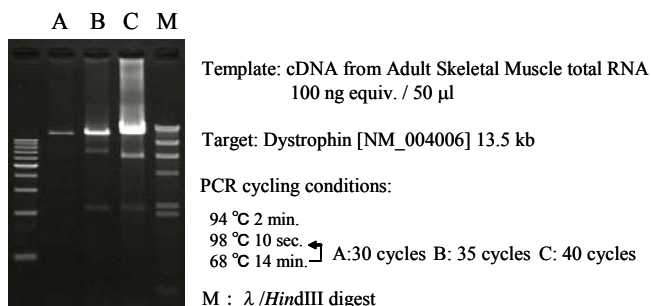 A B C M
Template: cDNA from Adult Skeletal Muscle total RNA
100 ng equiv. / 50 μl
Target: Dystrophin [NM_004006] 13.5 kb
PCR cycling conditions:
94 ℃ 2 min.
98 ℃ 10 sec.
68 ℃ 14 min. A:30 cycles B: 35 cycles C: 40 cycles
M : λ /HindIII digest